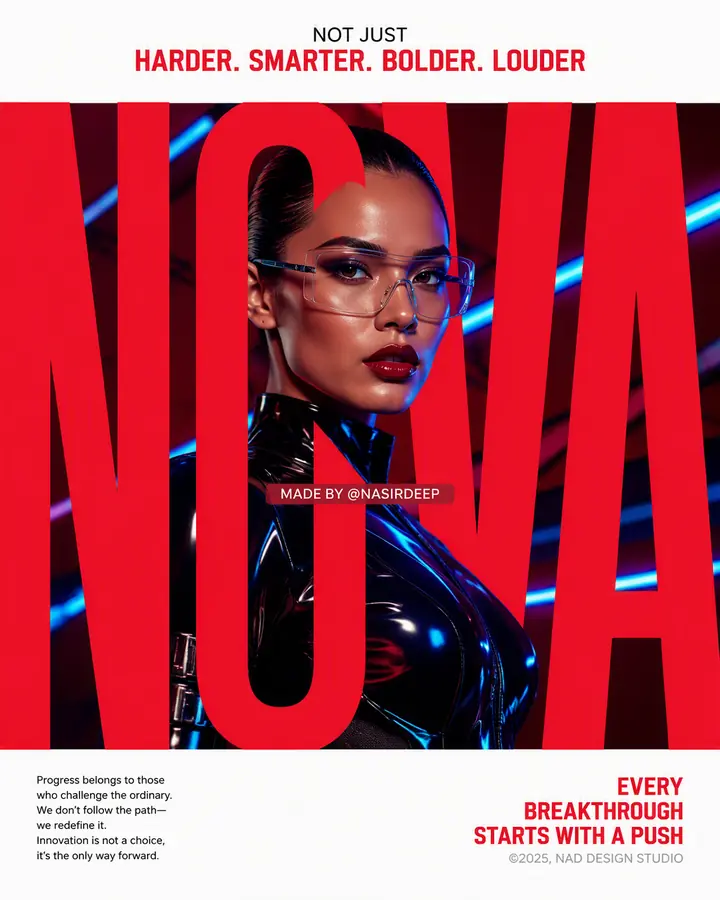 NOT JUST
HARDER. SMARTER. BOLDER. LOUDER
NOVA
MADE BY @NASIRDEEP
Progress belongs to those
who challenge the ordinary.
We don't follow the path—
we redefine it.
Innovation is not a choice,
it's the only way forward.
EVERY
BREAKTHROUGH
STARTS WITH A PUSH
©2025, NAD DESIGN STUDIO